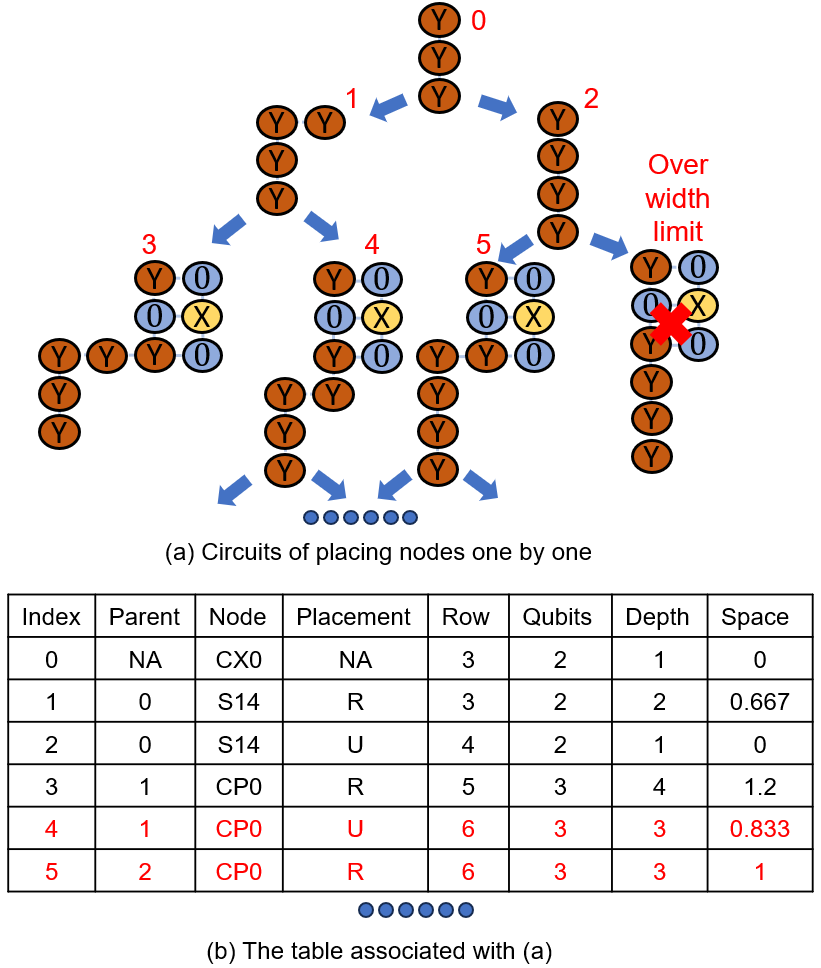 0
Y
Y
Y
1
2
Y Y
Y
Y
Y
Y
Y
Y
Over
width
limit
3
4
5
Y 0
0 X
Y Y Y 0
Y
Y
Y 0
0 X
Y 0
Y Y
Y
Y
Y 0
0 X
Y Y 0
Y
Y
Y
Y 0
0 X
Y 0
Y
Y
Y
(a) Circuits of placing nodes one by one
Index Parent Node Placement Row Qubits Depth Space
0 NA CX0 NA 3 2 1 0
1 0 S14 R 3 2 2 0.667
2 0 S14 U 4 2 1 0
3 1 CP0 R 5 3 4 1.2
4 1 CP0 U 6 3 3 0.833
5 2 CP0 R 6 3 3 1
(b) The table associated with (a)